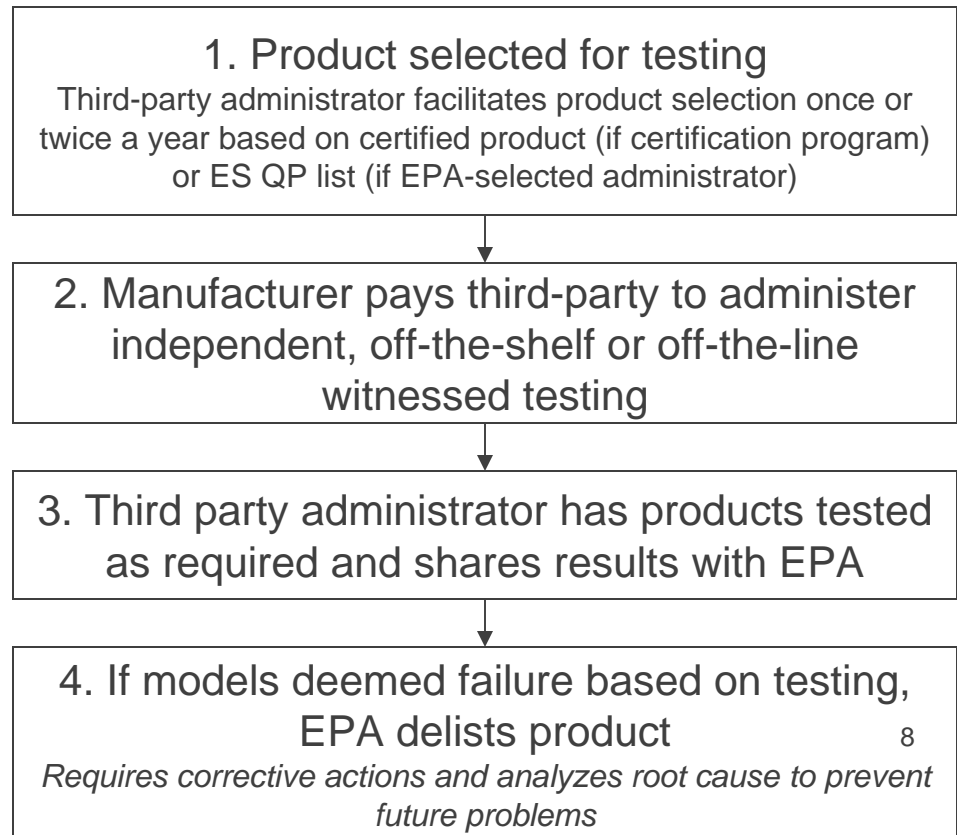 1. Product selected for testing
Third-party administrator facilitates product selection once or
twice a year based on certified product (if certification program)
or ES QP list (if EPA-selected administrator)
2. Manufacturer pays third-party to administer
independent, off-the-shelf or off-the-line
witnessed testing
3. Third party administrator has products tested
as required and shares results with EPA
4. If models deemed failure based on testing,
EPA delists product
8
Requires corrective actions and analyzes root cause to prevent
future problems